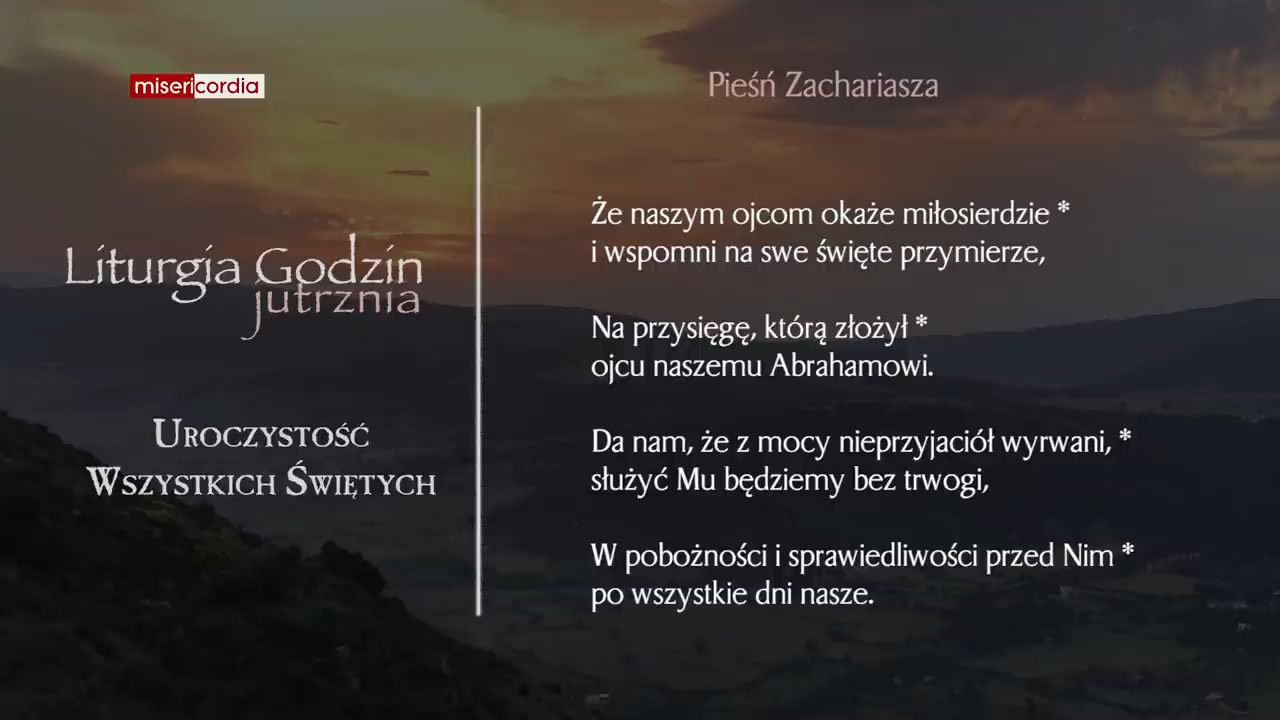 misericordia
Pieśń Zachariasza
Liturgia Godzin
jutrznia
Uroczystość
Wszystkich Świętych
Że naszym ojcom okaże miłosierdzie *
i wspomni na swe święte przymierze,
Na przysięgę, którą złożył *
ojcu naszemu Abrahamowi.
Da nam, że z mocy nieprzyjaciół wyrwani, *
służyć Mu będziemy bez trwogi,
W pobożności i sprawiedliwości przed Nim *
po wszystkie dni nasze.